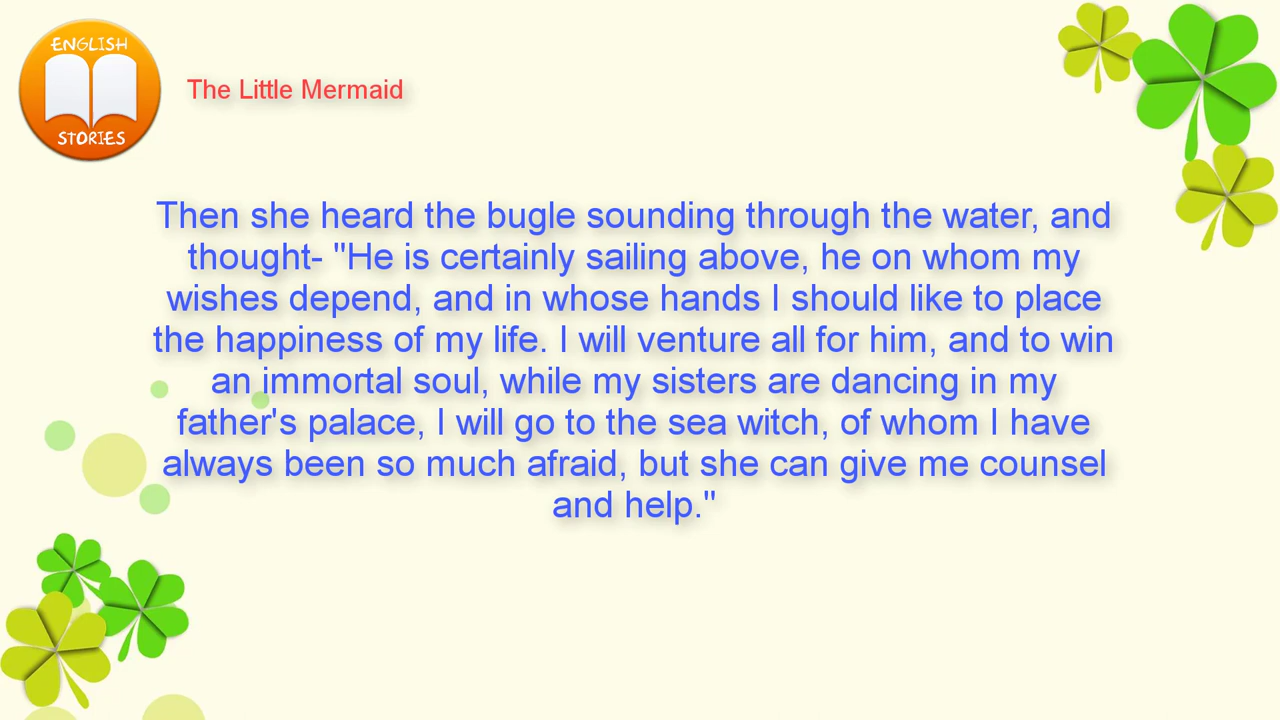 ENGLISH
STORIES
The Little Mermaid
Then she heard the bugle sounding through the water, and
thought- "He is certainly sailing above, he on whom my
wishes depend, and in whose hands I should like to place
the happiness of my life. I will venture all for him, and to win
an immortal soul, while my sisters are dancing in my
father's palace, I will go to the sea witch, of whom I have
always been so much afraid, but she can give me counsel
and help."